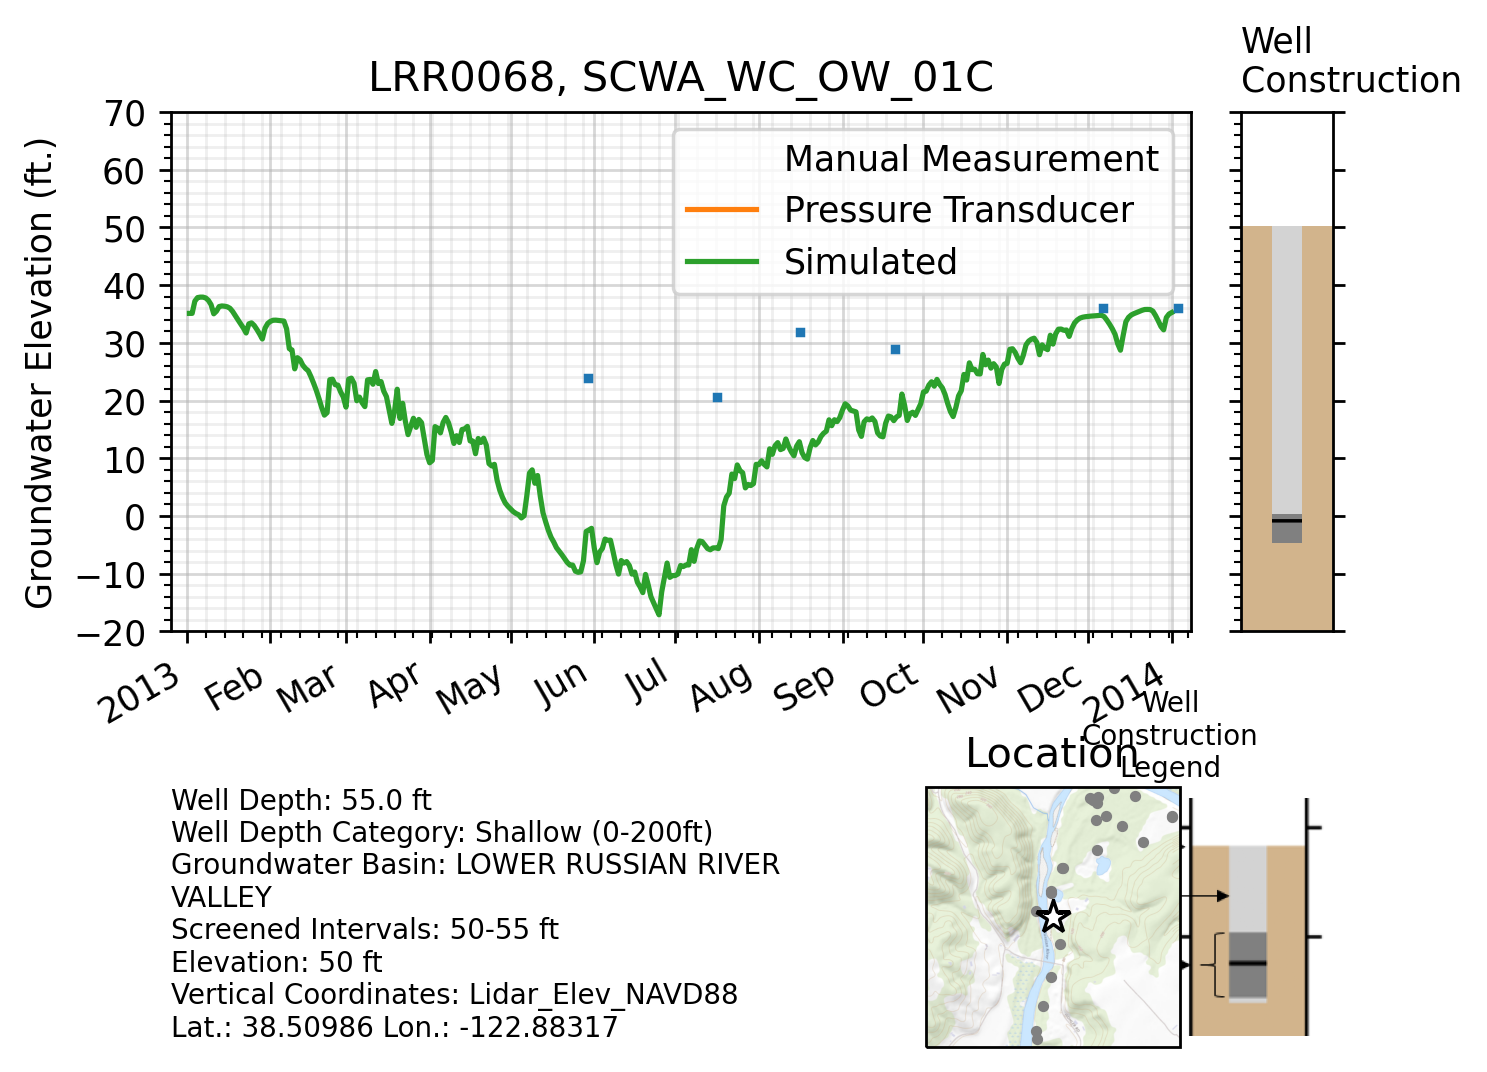 Well
Construction
LRR0068, SCWA_WC_OW_01C
Groundwater Elevation (ft.)
70
60
50
40
30
20
10
0
−10
−20
Manual Measurement
Pressure Transducer
Simulated
2013
Feb
Mar
Apr
May
Jun
Jul
Aug
Sep
Oct
Nov
Dec
2014
Well
Construction
Legend
Location
Well Depth: 55.0 ft
Well Depth Category: Shallow (0-200ft)
Groundwater Basin: LOWER RUSSIAN RIVER
VALLEY
Screened Intervals: 50-55 ft
Elevation: 50 ft
Vertical Coordinates: Lidar_Elev_NAVD88
Lat.: 38.50986 Lon.: -122.88317